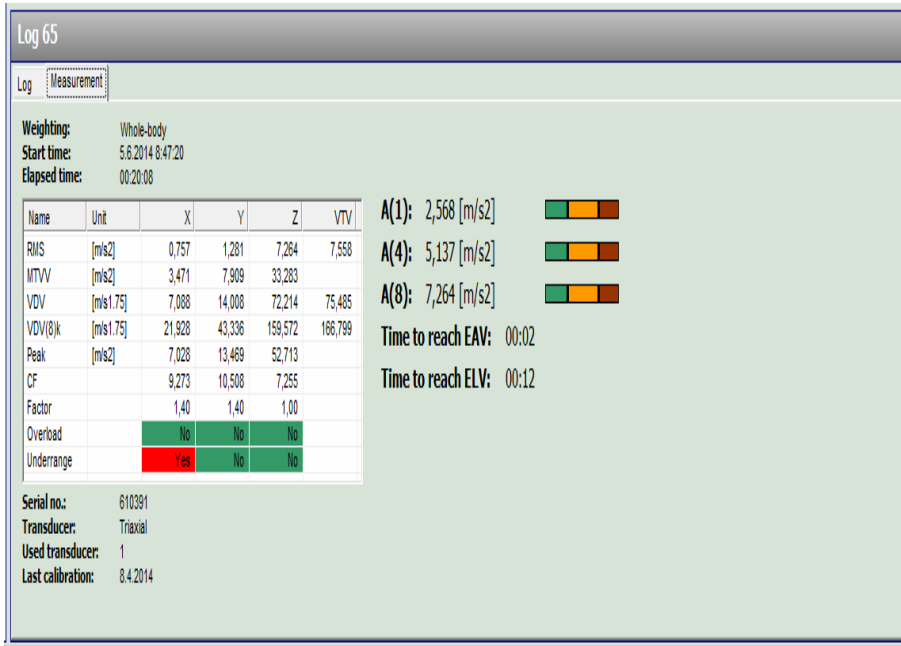 Log 65
Log Measurement
Weighting: Whole-body
Start time: 5.6.2014 8:47:20
Elapsed time: 00:20:08
Name Unit X Y Z VTV
RMS [m/s2] 0,757 1,281 7,264 7,558
MTVV [m/s2] 3,471 7,909 33,283
VDV [m/s1.75] 7,088 14,008 72,214 75,485
VDV(8)k [m/s1.75] 21,928 43,336 159,572 166,799
Peak [m/s2] 7,028 13,469 52,713
CF 9,273 10,508 7,255
Factor 1,40 1,40 1,00
Overload No No No
Underrange Yes No No
A(1): 2,568 [m/s2]
A(4): 5,137 [m/s2]
A(8): 7,264 [m/s2]
Time to reach EAV: 00:02
Time to reach ELV: 00:12
Serial no.: 610391
Transducer: Triaxial
Used transducer: 1
Last calibration: 8.4.2014